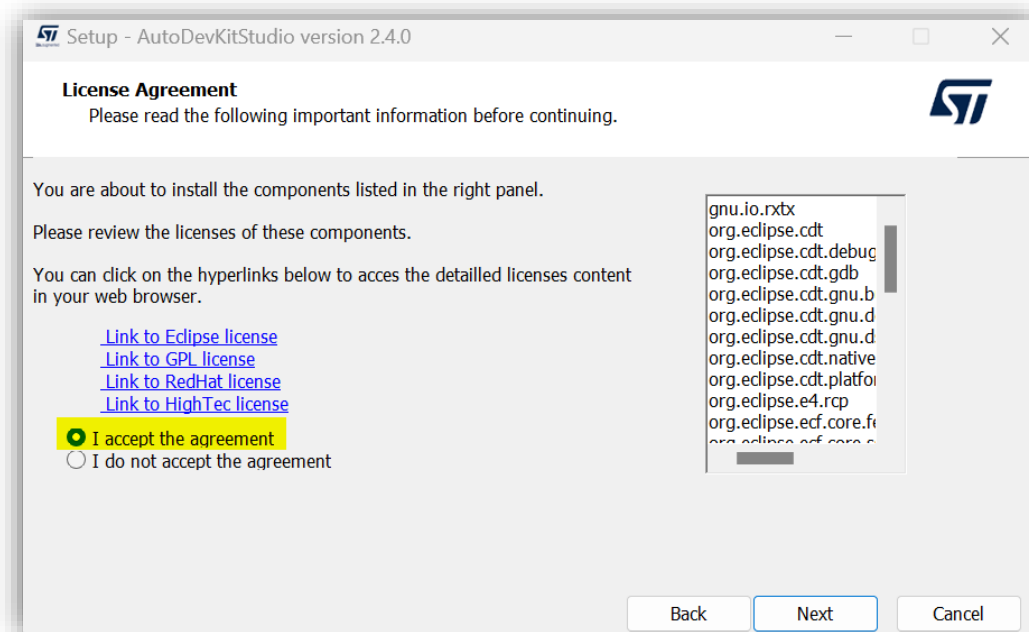 Setup - AutoDevKitStudio version 2.4.0
License Agreement
Please read the following important information before continuing.
You are about to install the components listed in the right panel.
Please review the licenses of these components.
You can click on the hyperlinks below to acces the detailled licenses content
in your web browser.
Link to Eclipse license
Link to GPL license
Link to RedHat license
Link to HighTec license
I accept the agreement
I do not accept the agreement
gnu.io.rxtx
org.eclipse.cdt
org.eclipse.cdt.debug
org.eclipse.cdt.gdb
org.eclipse.cdt.gnu.b
org.eclipse.cdt.gnu.d
org.eclipse.cdt.gnu.d
org.eclipse.cdt.native
org.eclipse.cdt.platfor
org.eclipse.e4.rcp
org.eclipse.ecf.core.fe
org.eclipse.ecf.core.s
Back
Next
Cancel